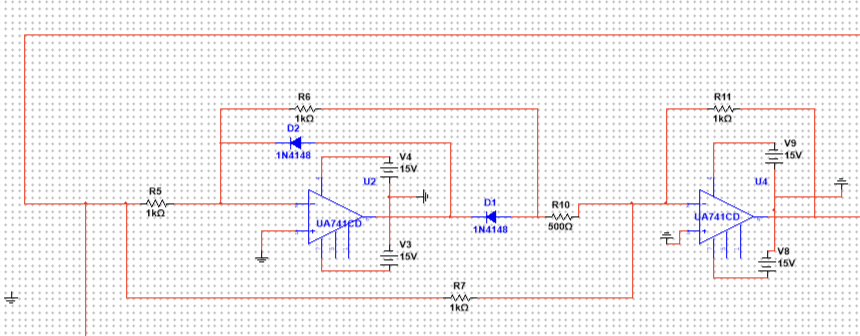 R6
1kΩ
R11
1kΩ
D2
1N4148
V4
15V
V9
15V
U2
U4
R5
1kΩ
D1
1N4148
R10
500Ω
UA741CD
UA741CD
V3
15V
V8
15V
R7
1kΩ